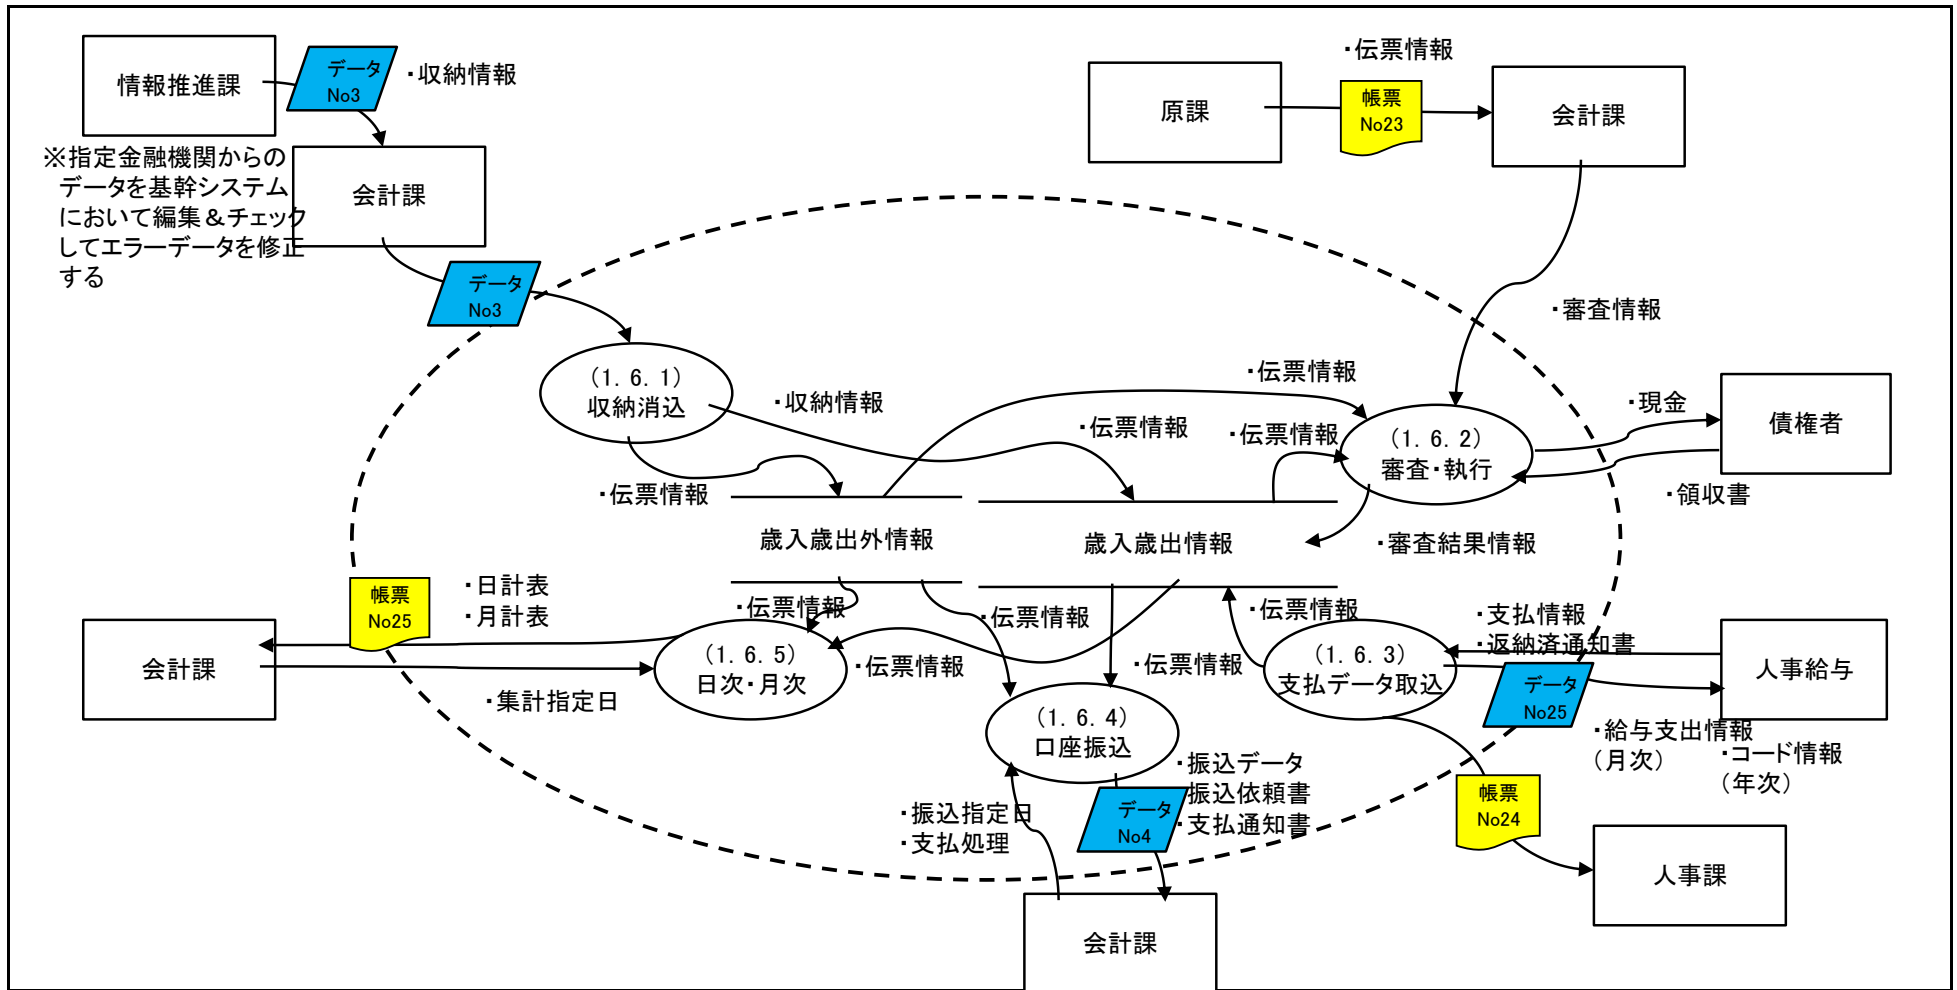 情報推進課
データ
No3
・収納情報
※指定金融機関からの
データを基幹システム
において編集＆チェック
してエラーデータを修正
する
会計課
データ
No3
・伝票情報
原課
帳票
No23
会計課
・審査情報
（1．6．1）
収納消込
・収納情報
・伝票情報
・伝票情報
・伝票情報
・伝票情報
（1．6．2）
審査・執行
・現金
債権者
・領収書
歳入歳出外情報
歳入歳出情報
・審査結果情報
帳票
No25
・日計表
・月計表
会計課
・集計指定日
・伝票情報
（1．6．5）
日次・月次
・伝票情報
・伝票情報
・伝票情報
・伝票情報
（1．6．3）
支払データ取込
・支払情報
・返納済通知書
データ
No25
人事給与
・給与支出情報
（月次）
・コード情報
（年次）
（1．6．4）
口座振込
・振込指定日
・支払処理
データ
No4
・振込データ
振込依頼書
・支払通知書
帳票
No24
人事課
会計課